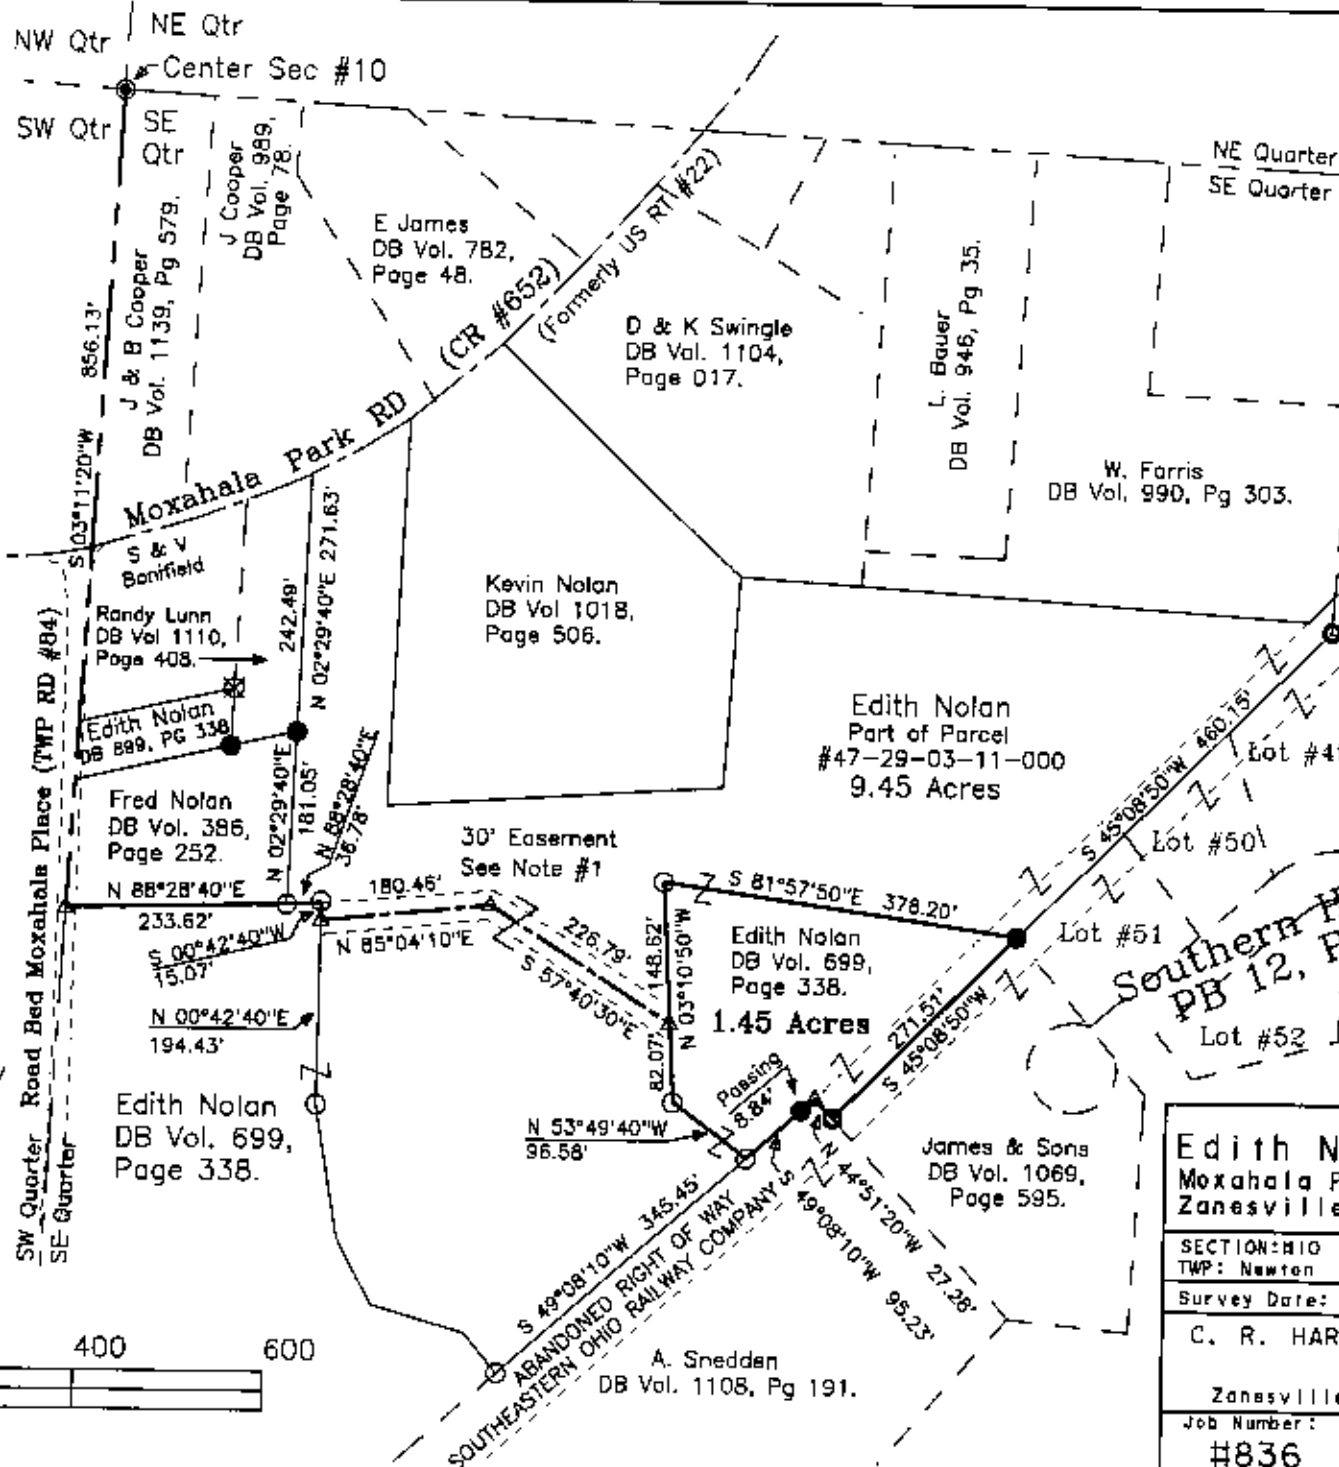 NW Qtr
NE Qtr
Center Sec #10
SW Qtr
SE
Qtr
J Cooper
DB Vol. 989,
Page 78.
J & B Cooper
DB Vol. 1139, Pg 579.
856.13'
S 03°11'20"W
E James
DB Vol. 782,
Page 48.
Moxahala Park RD (CR #652)
(Formerly US RT #22)
NE Quarter
SE Quarter
D & K Swingle
DB Vol. 1104,
Page 017.
L. Bauer
DB Vol. 946, Pg 35.
W. Farris
DB Vol. 990, Pg 303.
S & V
Bonifield
Randy Lunn
DB Vol 1110,
Page 408.
242.49'
N 02°29'40"E 271.63'
Kevin Nolan
DB Vol 1018,
Page 506.
Edith Nolan
DB 899, PG 338
Edith Nolan
Part of Parcel
#47-29-03-11-000
9.45 Acres
S 45°08'50"W 460.15'
Fred Nolan
DB Vol. 386,
Page 252.
N 02°29'40"E
181.05'
N 88°28'40"E
36.78'
30' Easement
See Note #1
N 88°28'40"E
233.62'
180.46'
N 85°04'10"E
S 00°42'40"W
15.07'
226.79'
S 57°40'30"E
S 81°57'50"E 378.20'
148.62'
N 03°10'50"W
82.07'
Edith Nolan
DB Vol. 699,
Page 338.
1.45 Acres
271.51'
S 45°08'50"W
Lot #50
Lot #51
Lot #52
Southern
PB 12,
N 00°42'40"E
194.43'
Passing
8.84'
N 53°49'40"W
96.58'
Edith Nolan
DB Vol. 699,
Page 338.
James & Sons
DB Vol. 1069,
Page 595.
N 44°51'20"W 27.28'
S 49°08'10"W 95.23'
S 49°08'10"W 345.45'
ABANDONED RIGHT OF WAY
SOUTHEASTERN OHIO RAILWAY COMPANY
A. Snedden
DB Vol. 1108, Pg 191.
Road Bed Moxahala Place (TWP RD #84)
SW Quarter
SE Quarter
400
600
Edith N
Moxahala P
Zanesville
SECTION:#10
TWP: Newton
Survey Date:
C. R. HAR
Zanesville
Job Number:
#836